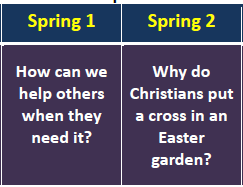 Spring 1
Spring 2
How can we
help others
when they
need it?
Why do
Christians put
a cross in an
Easter
garden?